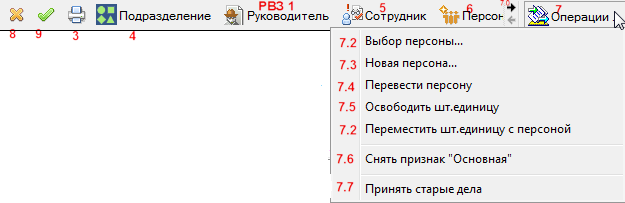 РВЗ 1
5
6
7.0
7
Подразделение
Руководитель
Сотрудник
Персон
Операции
8
9
3
4
7.2 Выбор персоны...
7.3 Новая персона...
7.4 Перевести персону
7.5 Освободить шт.единицу
7.2 Переместить шт.единицу с персоной
7.6 Снять признак "Основная"
7.7 Принять старые дела